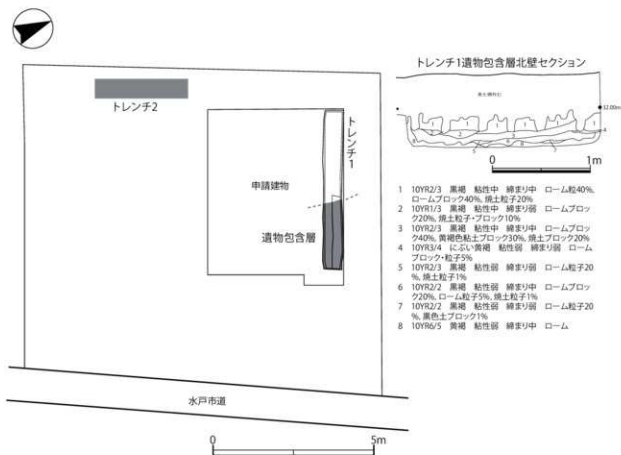 トレンチ2
トレンチ1
申請建物
遺物包含層
水戸市道
0 5m
トレンチ1遺物包含層北壁セクション
32.00m
0 1m
1 10YR2/3 黒褐 粘性中 締まり中 ローム粒40%,
ロームブロック40%, 焼土粒子20%
2 10YR1/3 黒褐 粘性中 締まり弱 ロームブロッ
ク20%, 焼土粒子・ブロック10%
3 10YR2/3 黒褐 粘性中 締まり中 ロームブロッ
ク40%, 黄褐色粘土ブロック30%, 焼土ブロック20%
4 10YR3/4 にぶい黄褐 粘性弱 締まり弱 ローム
ブロック・粒子5%
5 10YR2/3 黒褐 粘性弱 締まり弱 ローム粒子20
%, 焼土粒子1%
6 10YR2/2 黒褐 粘性弱 締まり中 ロームブロッ
ク20%, ローム粒子5%, 焼土粒子1%
7 10YR2/2 黒褐 粘性弱 締まり弱 ローム粒子20
%, 黒色土ブロック1%
8 10YR6/5 黄褐 粘性弱 締まり中 ローム